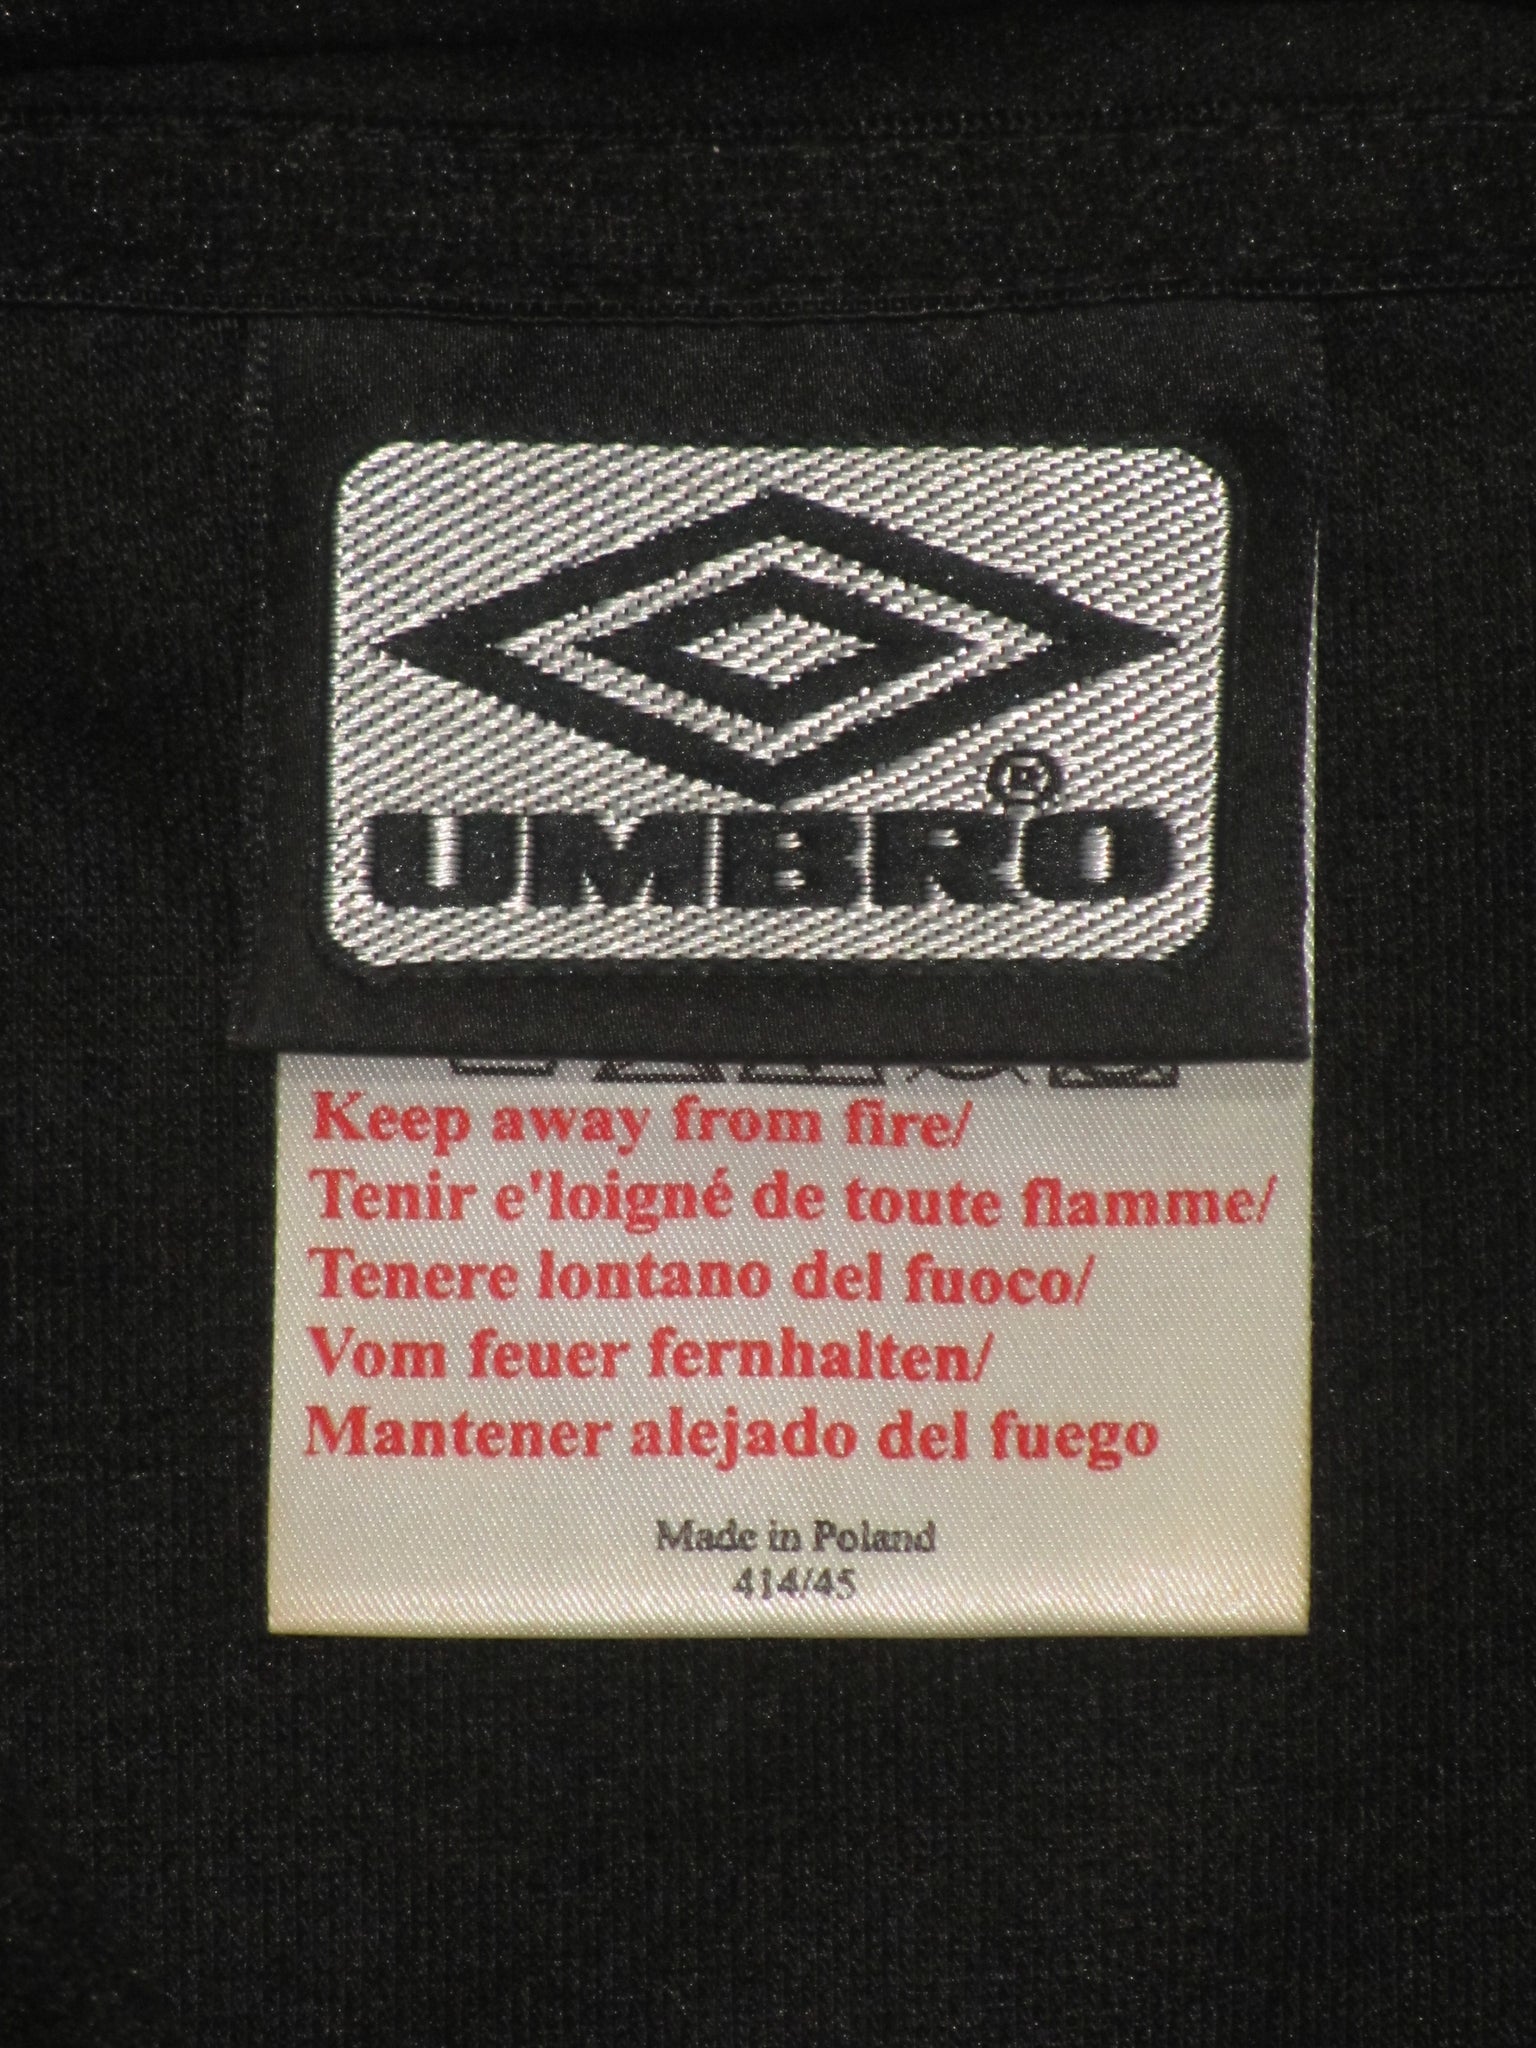 UMBRO®
Keep away from fire/
Tenir e'loigné de toute flamme/
Tenere lontano del fuoco/
Vom feuer fernhalten/
Mantener alejado del fuego
Made in Poland
414/45